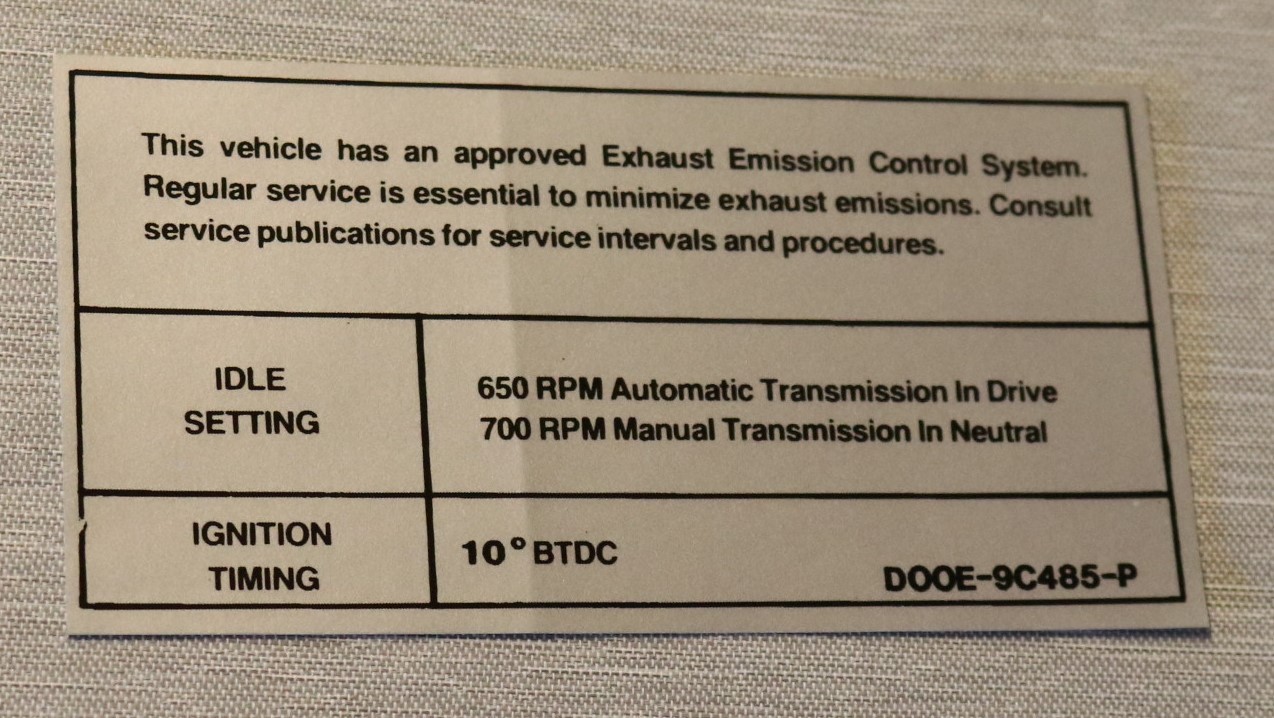 This vehicle has an approved Exhaust Emission Control System.
Regular service is essential to minimize exhaust emissions. Consult
service publications for service intervals and procedures.
IDLE
SETTING
650 RPM Automatic Transmission In Drive
700 RPM Manual Transmission In Neutral
IGNITION
TIMING
10° BTDC
DOOE-9C485-P